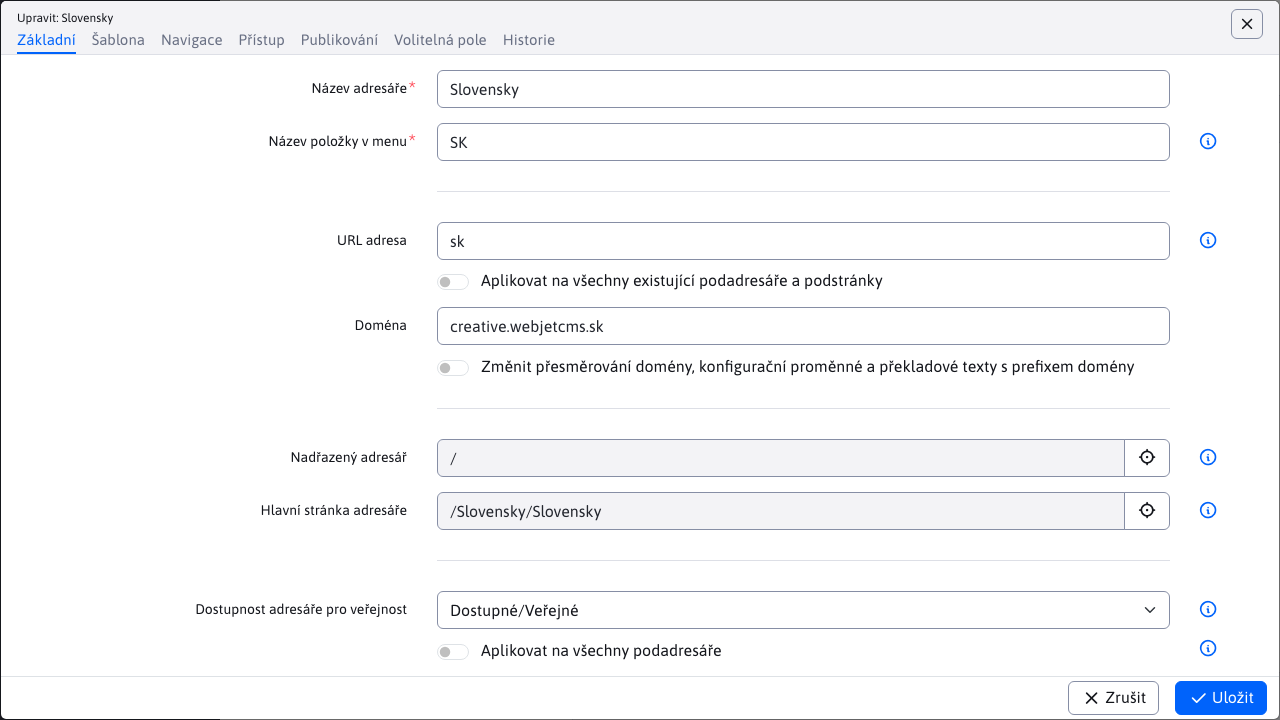 Upravit: Slovensky
Základní Šablona Navigace Přístup Publikování Volitelná pole Historie
Název adresáře*
Slovensky
Název položky v menu*
SK
URL adresa
sk
Aplikovat na všechny existující podadresáře a podstránky
Doména
creative.webjetcms.sk
Změnit přesměrování domény, konfigurační proměnné a překladové texty s prefixem domény
Nadřazený adresář
/
Hlavní stránka adresáře
/Slovensky/Slovensky
Dostupnost adresáře pro veřejnost
Dostupné/Veřejné
Aplikovat na všechny podadresáře
Zrušit
Uložit